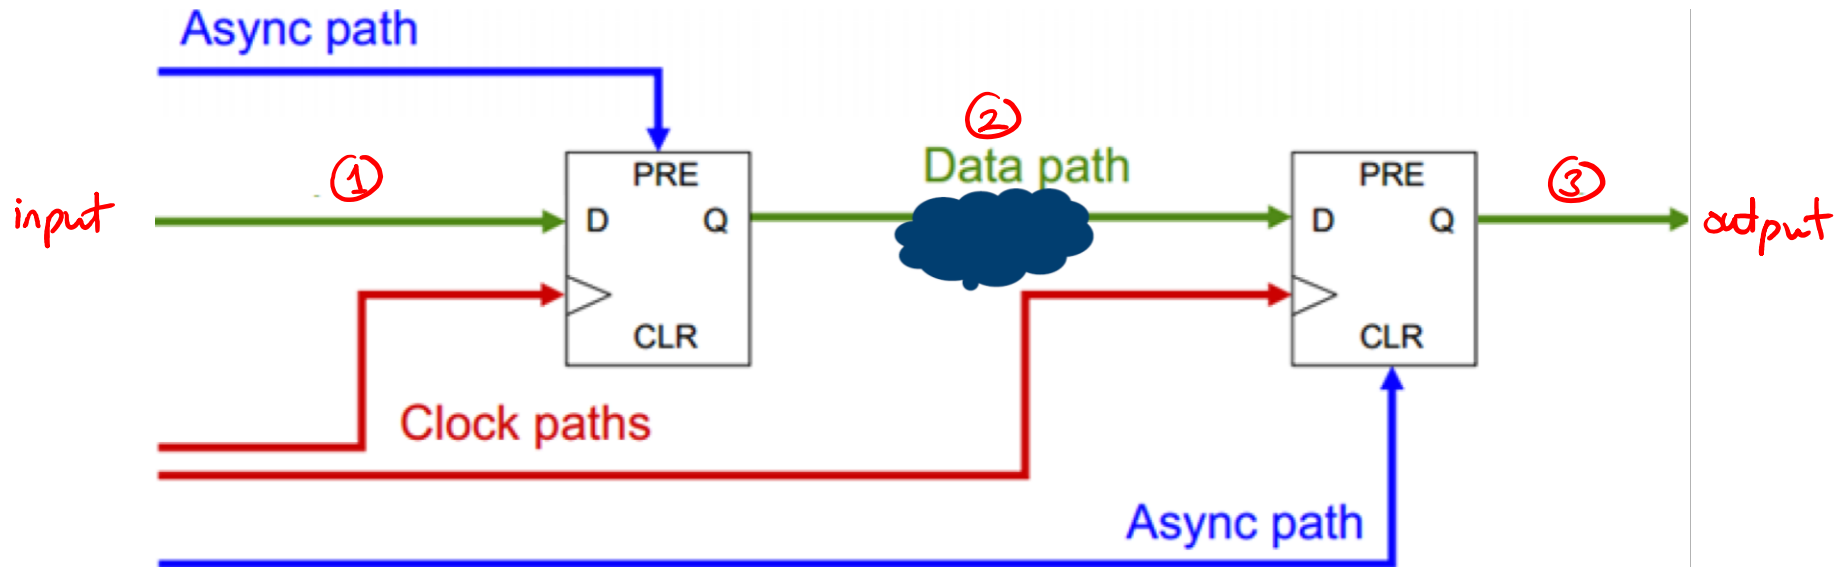 Async path
②
①
Data path
③
PRE
PRE
input
D
Q
D
Q
output
CLR
CLR
Clock paths
Async path